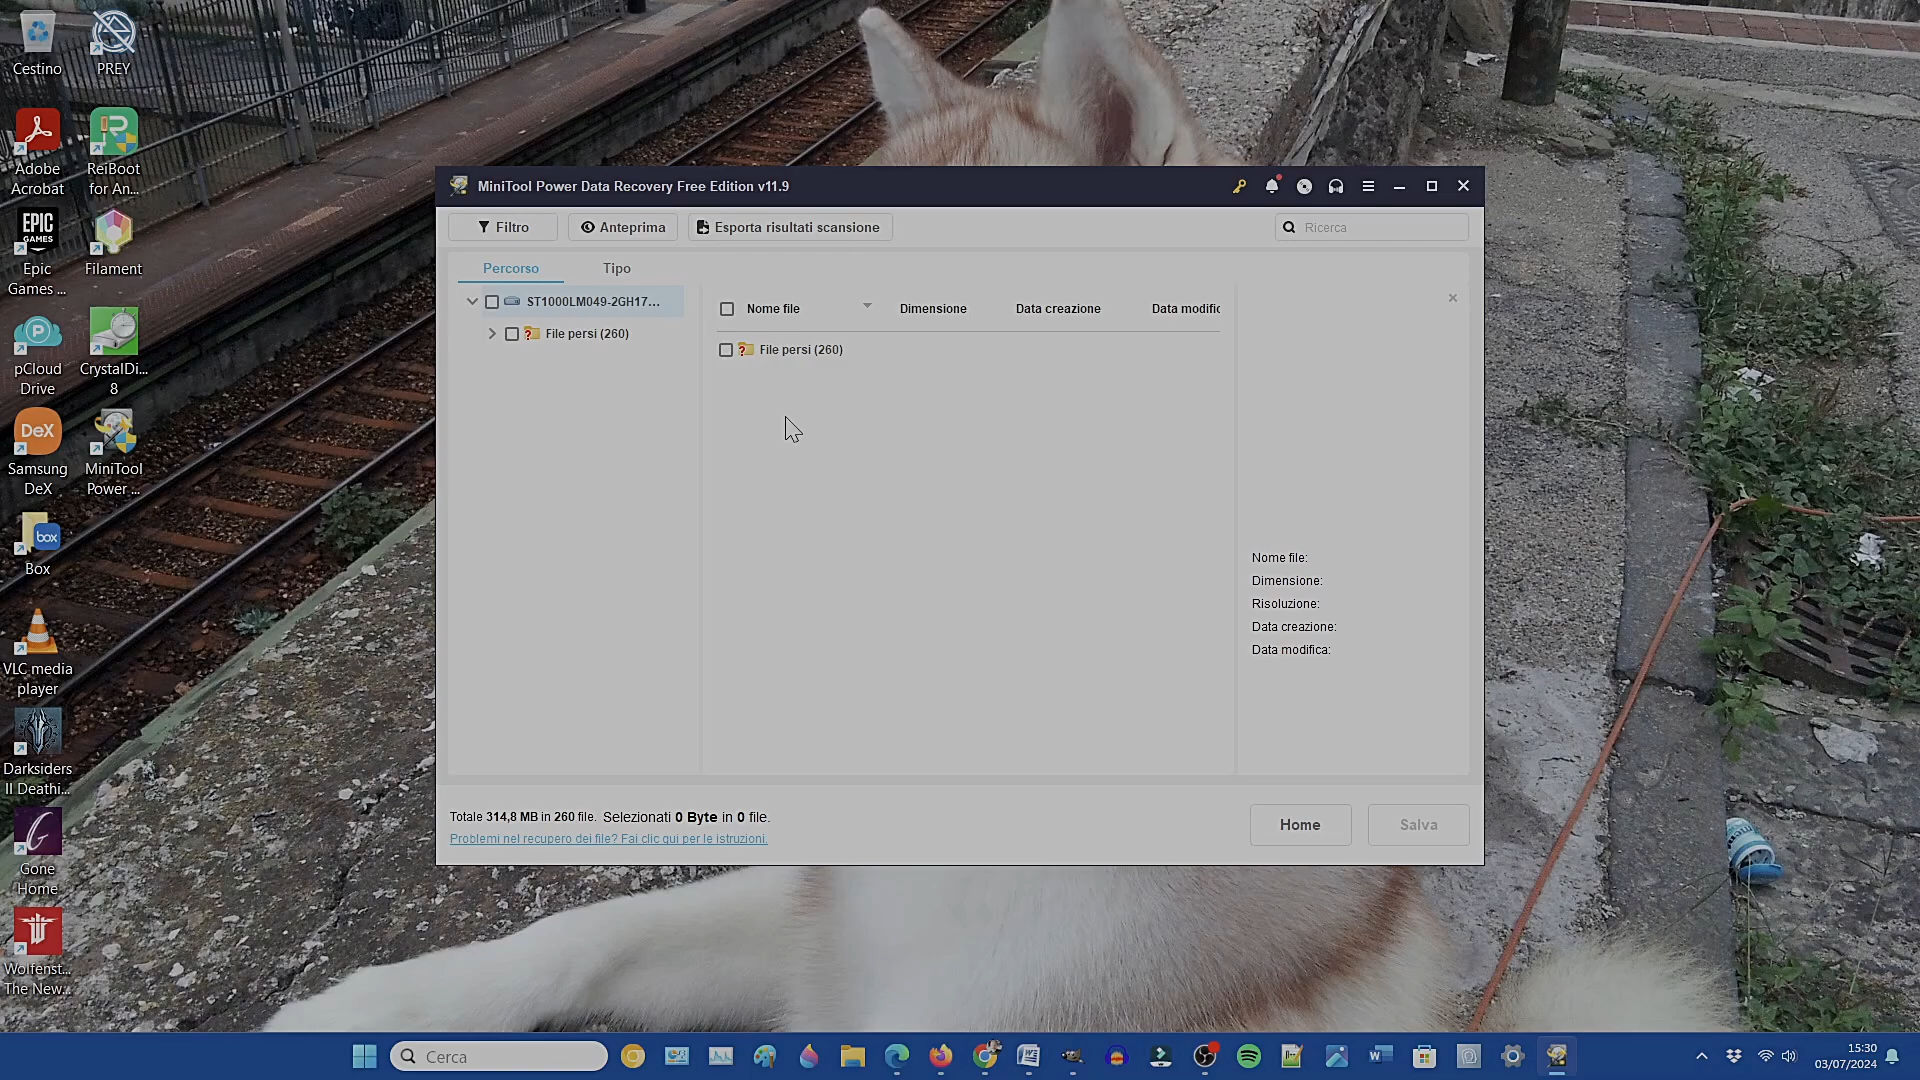 Cestino
PREY
Adobe
Acrobat
ReiBoot
for An...
EPIC
GAMES
Epic
Games ...
Filament
pCloud
Drive
CrystalDi...
8
DeX
Samsung
DeX
MiniTool
Power ...
box
Box
VLC media
player
Darksiders
II Deathi...
Gone
Home
Wolfenst...
The New...
MiniTool Power Data Recovery Free Edition v11.9
Filtro
Anteprima
Esporta risultati scansione
Ricerca
Percorso
Tipo
ST1000LM049-2GH17...
File persi (260)
Nome file
Dimensione
Data creazione
Data modific
File persi (260)
Nome file:
Dimensione:
Risoluzione:
Data creazione:
Data modifica:
Totale 314,8 MB in 260 file. Selezionati 0 Byte in 0 file.
Problemi nel recupero dei file? Fai clic qui per le istruzioni.
Home
Salva
Cerca
15:30
03/07/2024